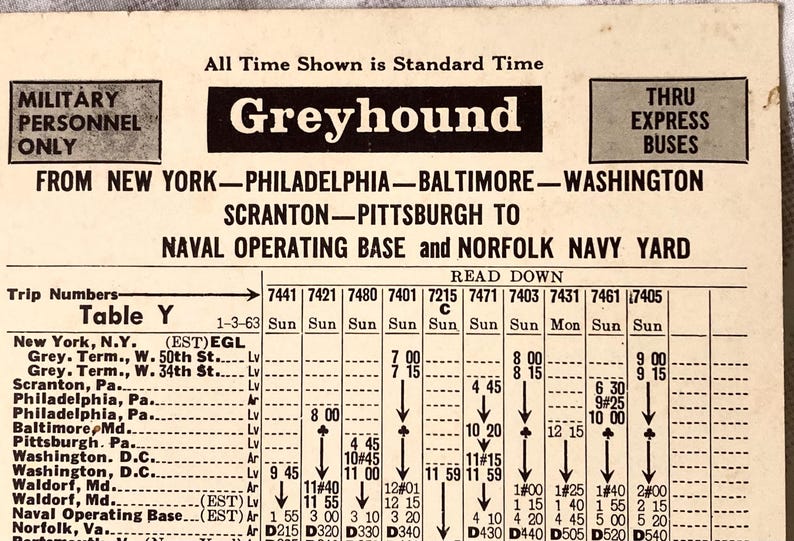 All Time Shown is Standard Time
MILITARY
PERSONNEL
ONLY
Greyhound
THRU
EXPRESS
BUSES
FROM NEW YORK—PHILADELPHIA—BALTIMORE—WASHINGTON
SCRANTON—PITTSBURGH TO
NAVAL OPERATING BASE and NORFOLK NAVY YARD
READ DOWN
Trip Numbers 7441 7421 7480 7401 7215 7471 7403 7431 7461 7405
C
Table Y 1-3-63 Sun Sun Sun Sun Sun Sun Sun Mon Sun Sun
New York, N.Y. (EST) EGL
Grey. Term., W. 50th St. Lv 7 00 8 00 9 00
Grey. Term., W. 34th St. Lv 7 15 8 15 9 15
Scranton, Pa. Lv 4 45 6 30
Philadelphia, Pa. Ar 9#25
Philadelphia, Pa. Lv 8 00 10 00
Baltimore, Md. Lv ♣ ♣ 10 20 ♣ 12 15 ♣ ♣
Pittsburgh. Pa. Lv 4 45
Washington. D.C. Ar 10#45 11#15
Washington, D.C. Lv 9 45 11 00 11 59 11 59
Waldorf, Md. Ar 11#40 12#01 1#00 1#25 1#40 2#00
Waldorf, Md. (EST) Lv 11 55 12 15 1 15 1 40 1 55 2 15
Naval Operating Base (EST) Ar 1 55 3 00 3 10 3 20 4 10 4 20 4 45 5 00 5 20
Norfolk, Va. Ar D215 D320 D330 D340 D430 D440 D505 D520 D540